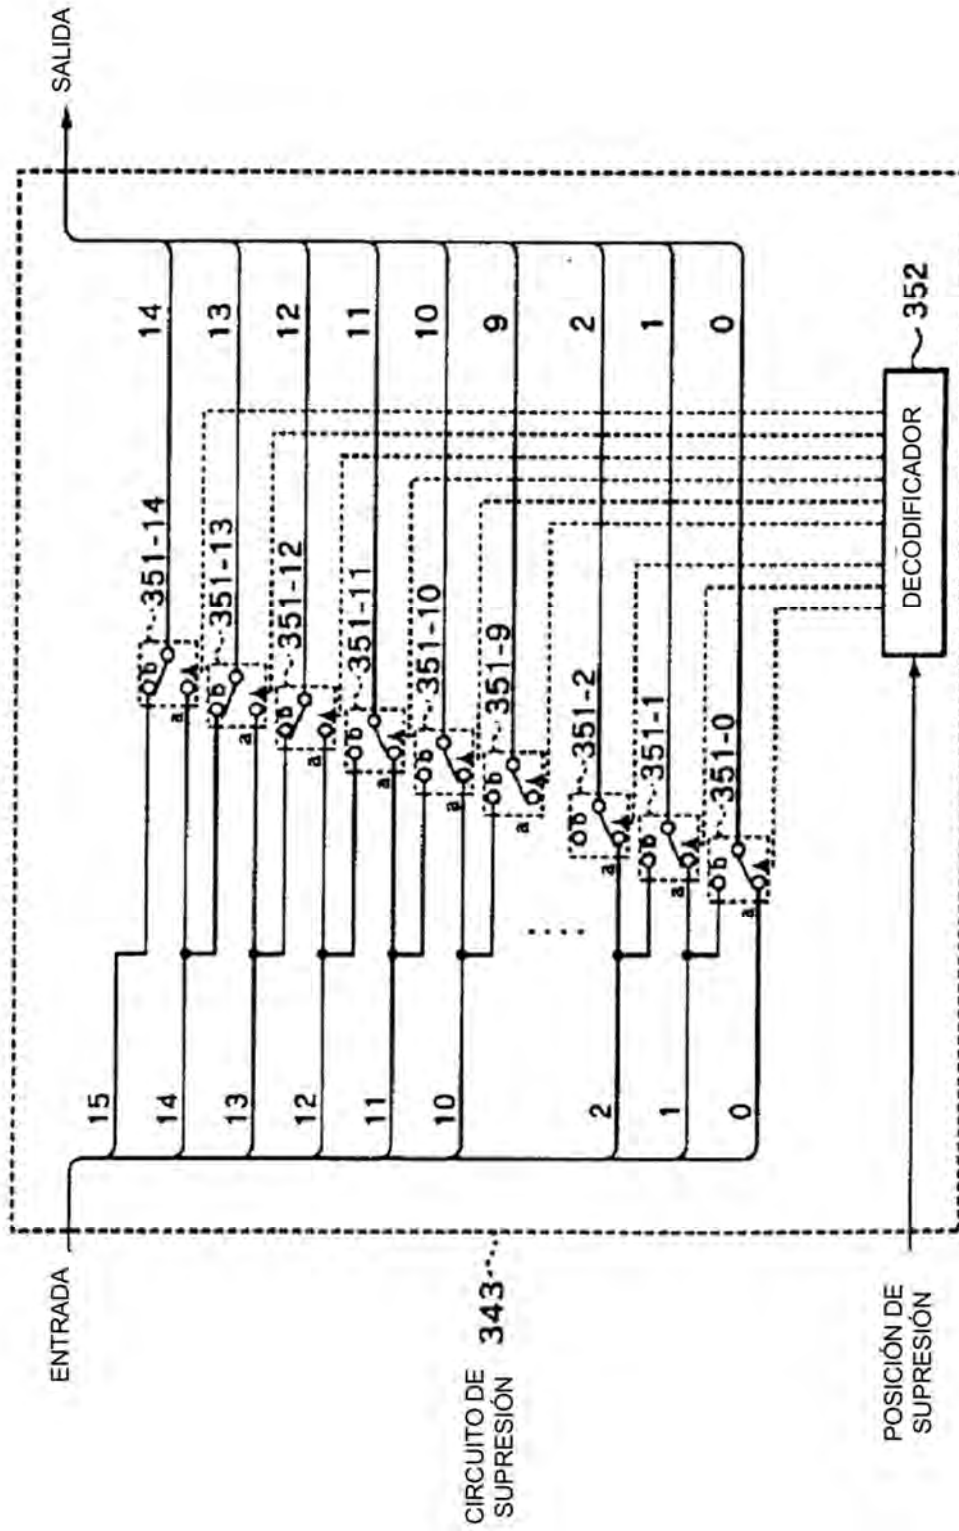 ENTRADA
SALIDA
15
14
13
12
11
10
2
1
0
b
a
351-14
14
b
a
351-13
13
b
a
351-12
12
b
a
351-11
11
b
a
351-10
10
b
a
351-9
9
b
a
351-2
2
b
a
351-1
1
b
a
351-0
0
CIRCUITO DE
SUPRESIÓN
343
POSICIÓN DE
SUPRESIÓN
DECODIFICADOR
352